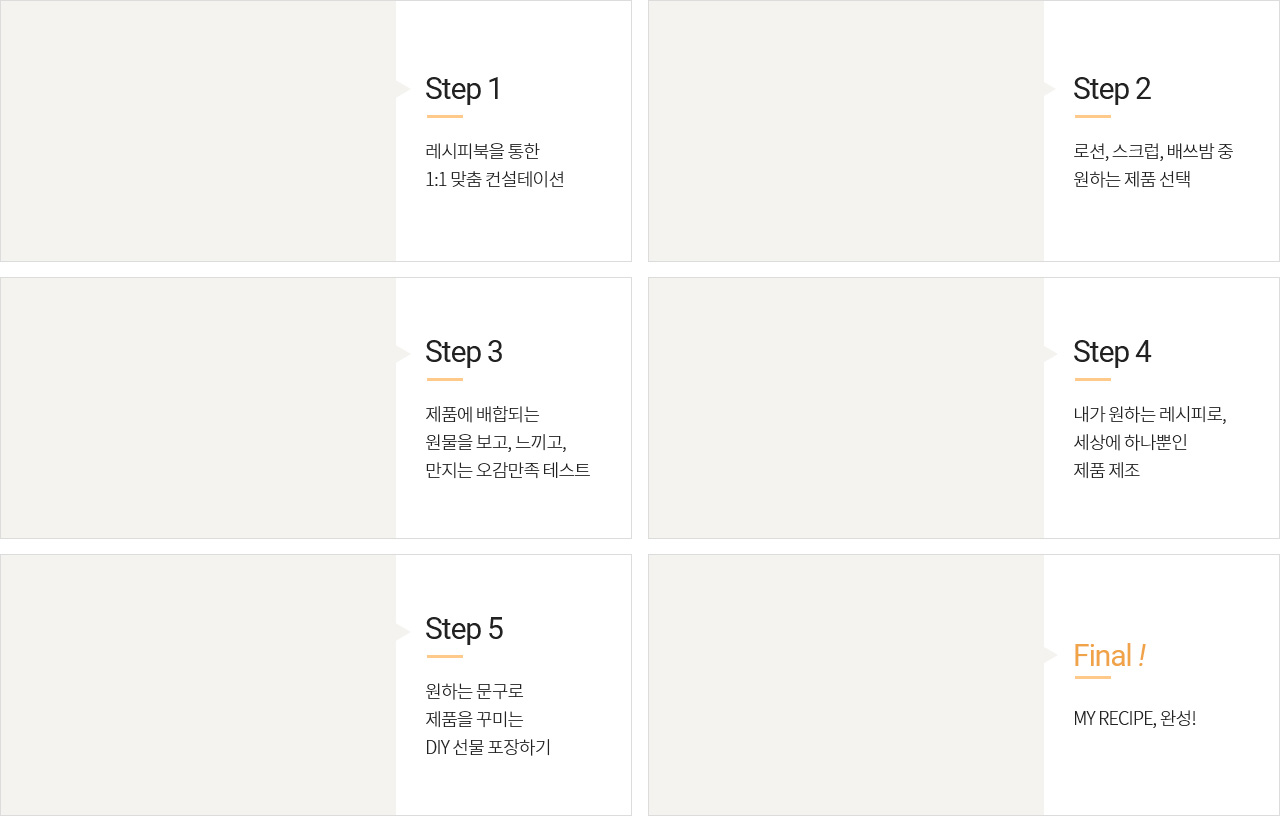 Step 1
레시피북을 통한
1:1 맞춤 컨설테이션
Step 2
로션, 스크럽, 배쓰밤 중
원하는 제품 선택
Step 3
제품에 배합되는
원물을 보고, 느끼고,
만지는 오감만족 테스트
Step 4
내가 원하는 레시피로,
세상에 하나뿐인
제품 제조
Step 5
원하는 문구로
제품을 꾸미는
DIY 선물 포장하기
Final !
MY RECIPE, 완성!